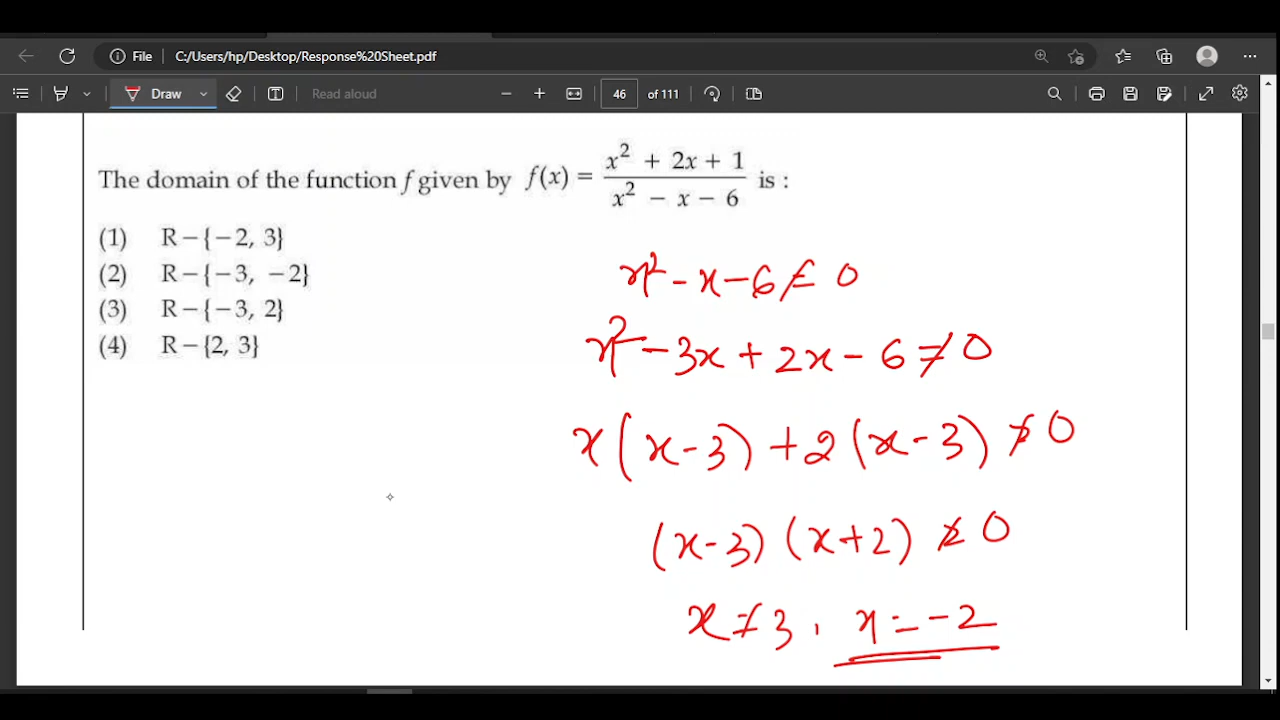 File C:/Users/hp/Desktop/Response%20Sheet.pdf
Draw Read aloud 46 of 111
The domain of the function f given by f(x) = (x² + 2x + 1)/(x² − x − 6) is :
(1) R−{−2, 3}
(2) R−{−3, −2}
(3) R−{−3, 2}
(4) R−{2, 3}
x² - x - 6 ≠ 0
x² - 3x + 2x - 6 ≠ 0
x(x-3) + 2(x-3) ≠ 0
(x-3) (x+2) ≠ 0
x ≠ 3, x = -2